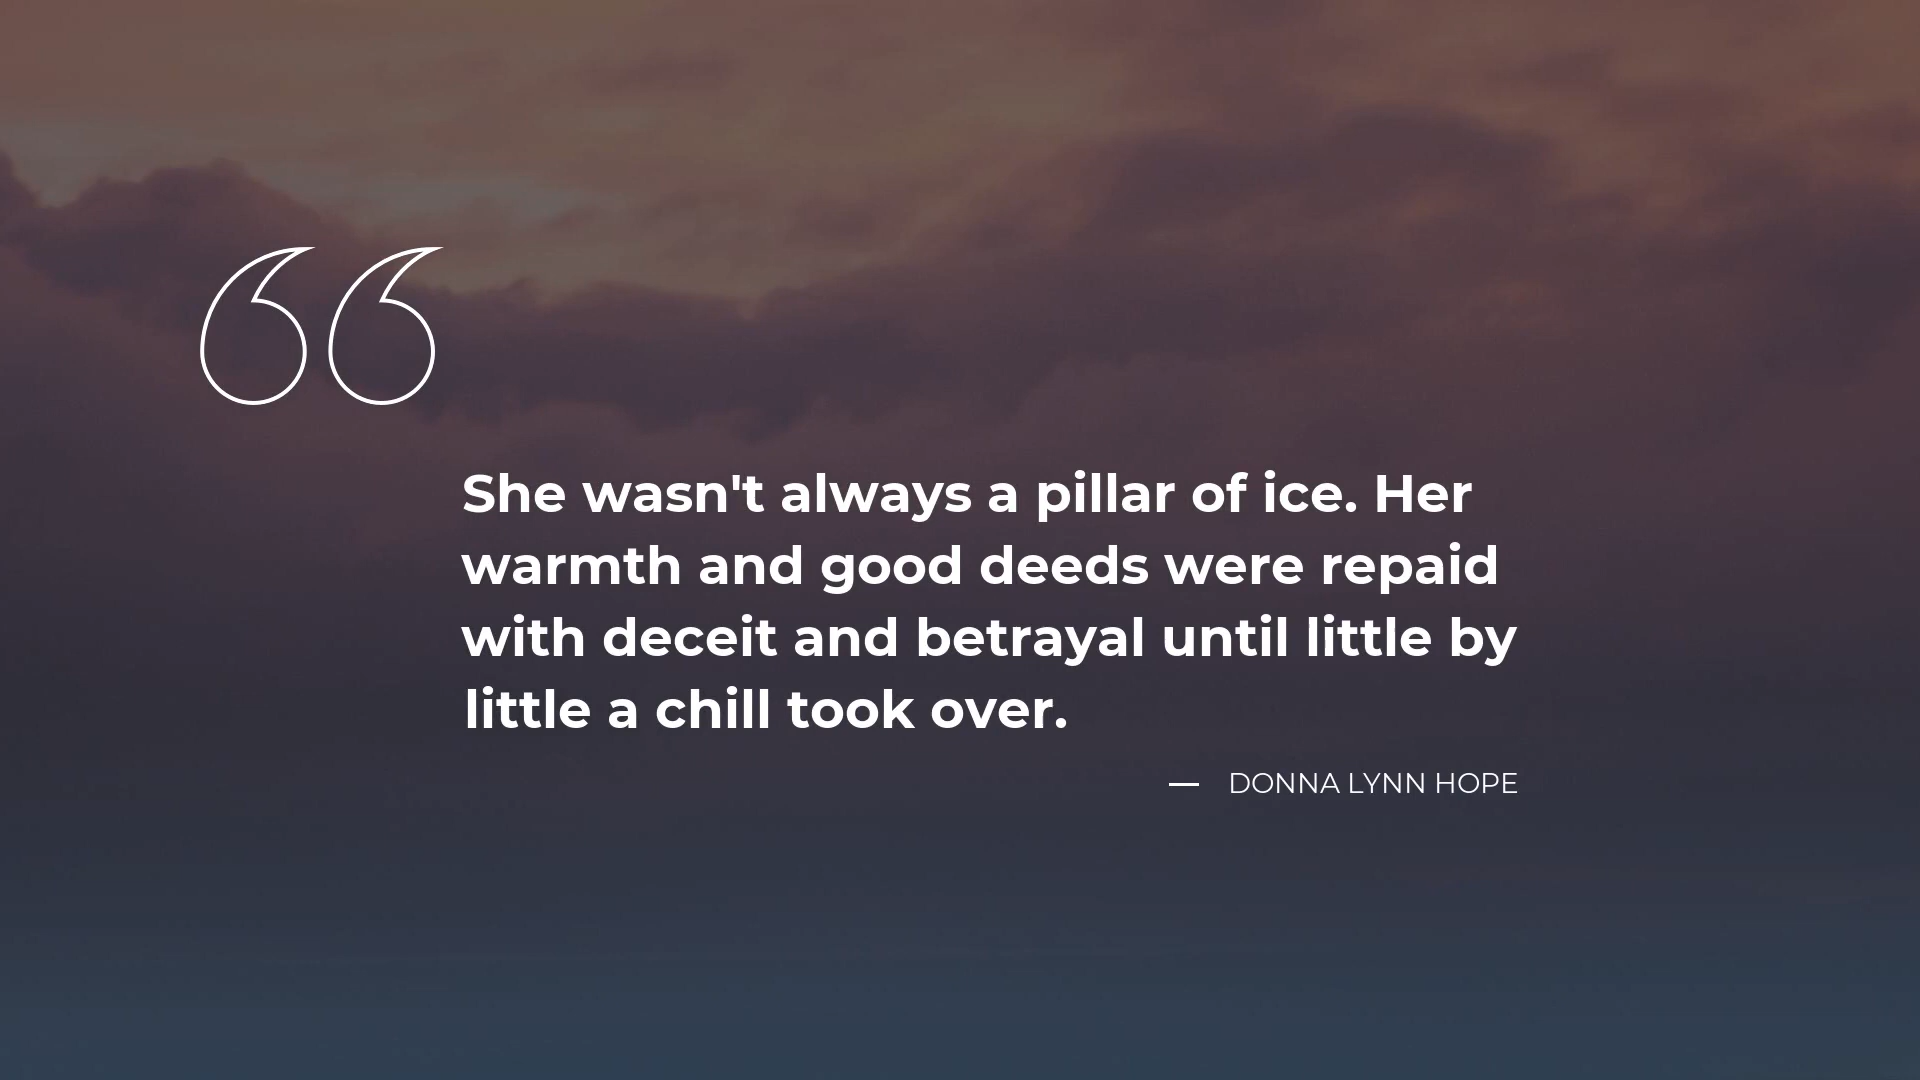 “
She wasn't always a pillar of ice. Her
warmth and good deeds were repaid
with deceit and betrayal until little by
little a chill took over.
— DONNA LYNN HOPE